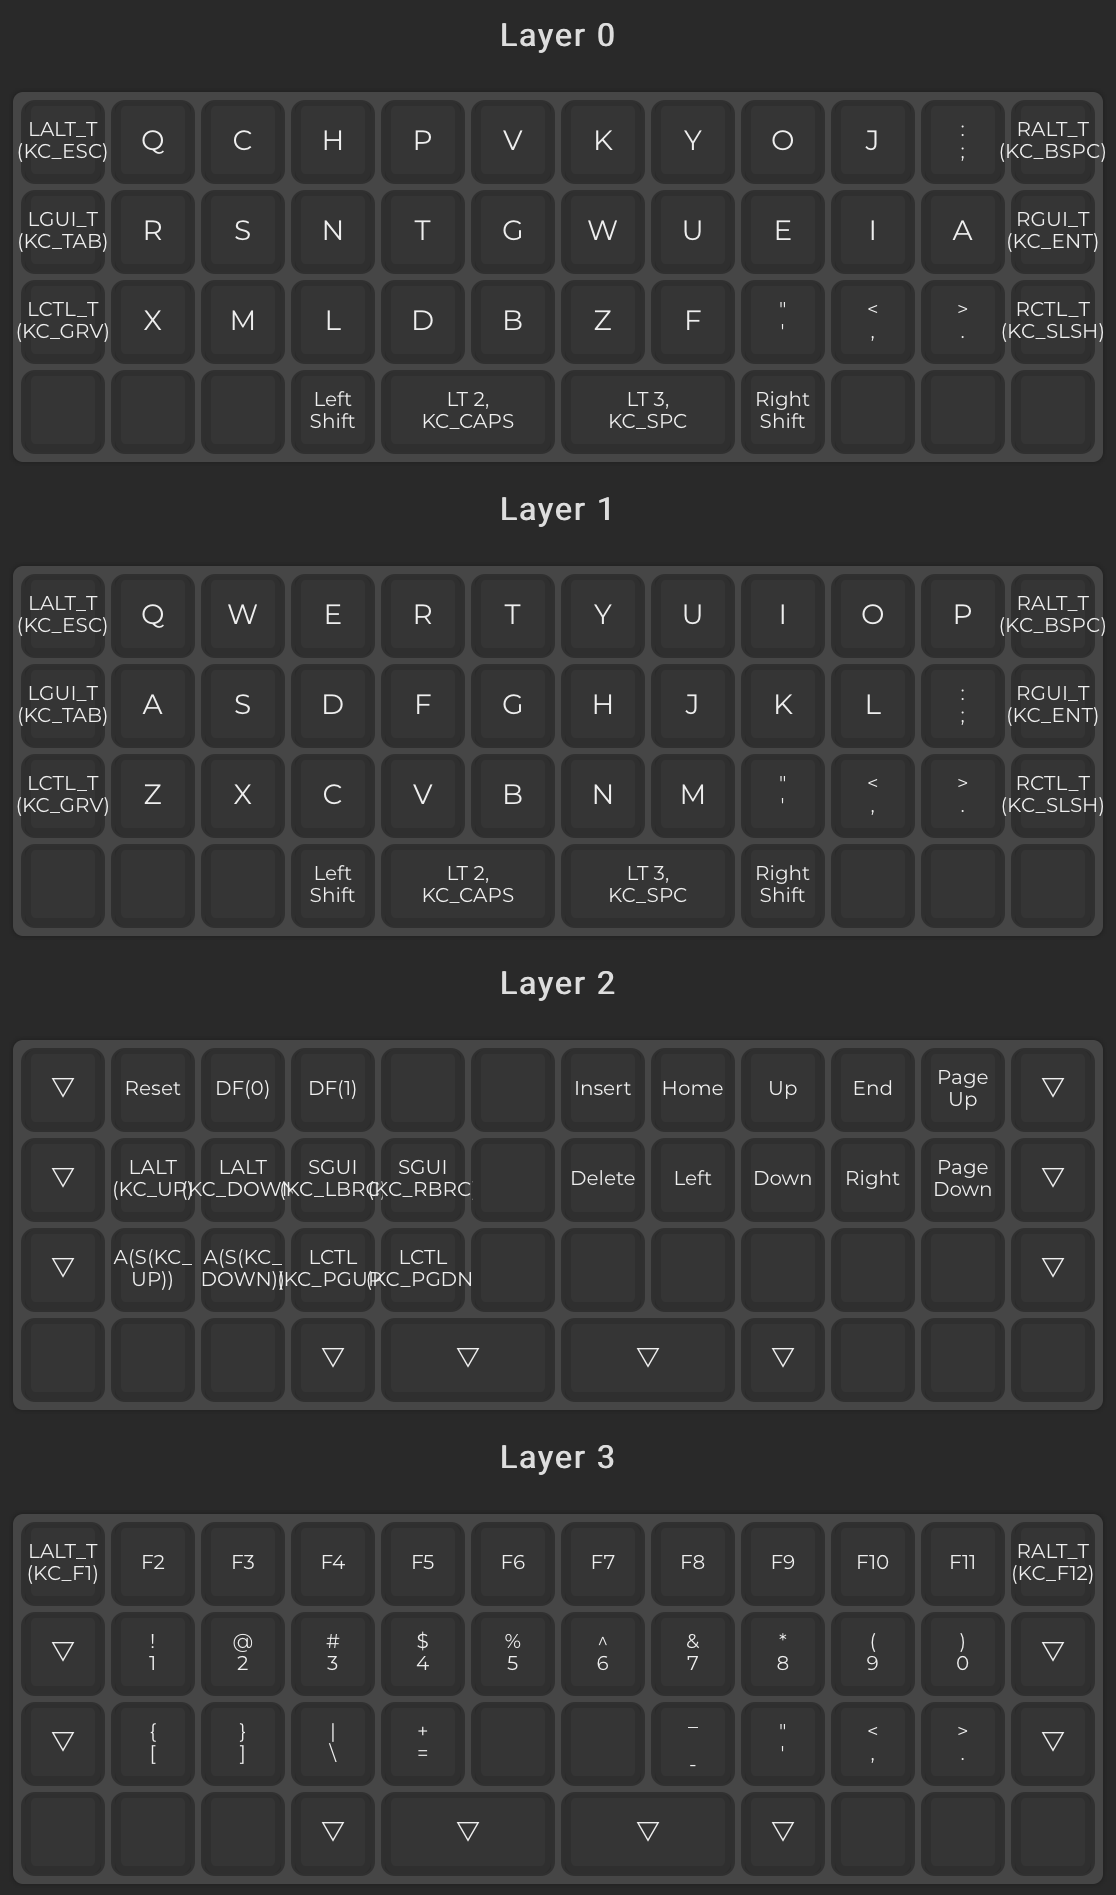 Layer 0
LALT_T
(KC_ESC)
Q
C
H
P
V
K
Y
O
J
:
;
RALT_T
(KC_BSPC)
LGUI_T
(KC_TAB)
R
S
N
T
G
W
U
E
I
A
RGUI_T
(KC_ENT)
LCTL_T
(KC_GRV)
X
M
L
D
B
Z
F
"
'
<
,
>
.
RCTL_T
(KC_SLSH)
Left
Shift
LT 2,
KC_CAPS
LT 3,
KC_SPC
Right
Shift
Layer 1
LALT_T
(KC_ESC)
Q
W
E
R
T
Y
U
I
O
P
RALT_T
(KC_BSPC)
LGUI_T
(KC_TAB)
A
S
D
F
G
H
J
K
L
:
;
RGUI_T
(KC_ENT)
LCTL_T
(KC_GRV)
Z
X
C
V
B
N
M
"
'
<
,
>
.
RCTL_T
(KC_SLSH)
Left
Shift
LT 2,
KC_CAPS
LT 3,
KC_SPC
Right
Shift
Layer 2
▽
Reset
DF(0)
DF(1)
Insert
Home
Up
End
Page
Up
▽
▽
LALT
(KC_UP)
LALT
(KC_DOWN)
SGUI
(KC_LBRC)
SGUI
(KC_RBRC)
Delete
Left
Down
Right
Page
Down
▽
▽
A(S(KC_
UP))
A(S(KC_
DOWN))
LCTL
(KC_PGUP)
LCTL
(KC_PGDN
▽
▽
▽
▽
▽
Layer 3
LALT_T
(KC_F1)
F2
F3
F4
F5
F6
F7
F8
F9
F10
F11
RALT_T
(KC_F12)
▽
!
1
@
2
#
3
$
4
%
5
^
6
&
7
*
8
(
9
)
0
▽
▽
{
[
}
]
|
\
+
=
_
-
"
'
<
,
>
.
▽
▽
▽
▽
▽